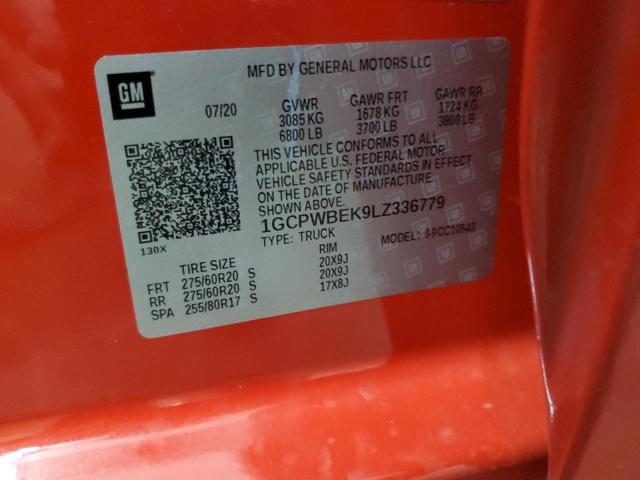 GM
MFD BY GENERAL MOTORS LLC
07/20 GVWR GAWR FRT GAWR RR
3085 KG 1678 KG 1724 KG
6800 LB 3700 LB 3800 LB
THIS VEHICLE CONFORMS TO ALL
APPLICABLE U.S. FEDERAL MOTOR
VEHICLE SAFETY STANDARDS IN EFFECT
ON THE DATE OF MANUFACTURE
SHOWN ABOVE.
1GCPWBEK9LZ336779
TYPE: TRUCK MODEL:
130X
TIRE SIZE RIM
FRT 275/60R20 S 20X9J
RR 275/60R20 S 20X9J
SPA 255/80R17 S 17X8J